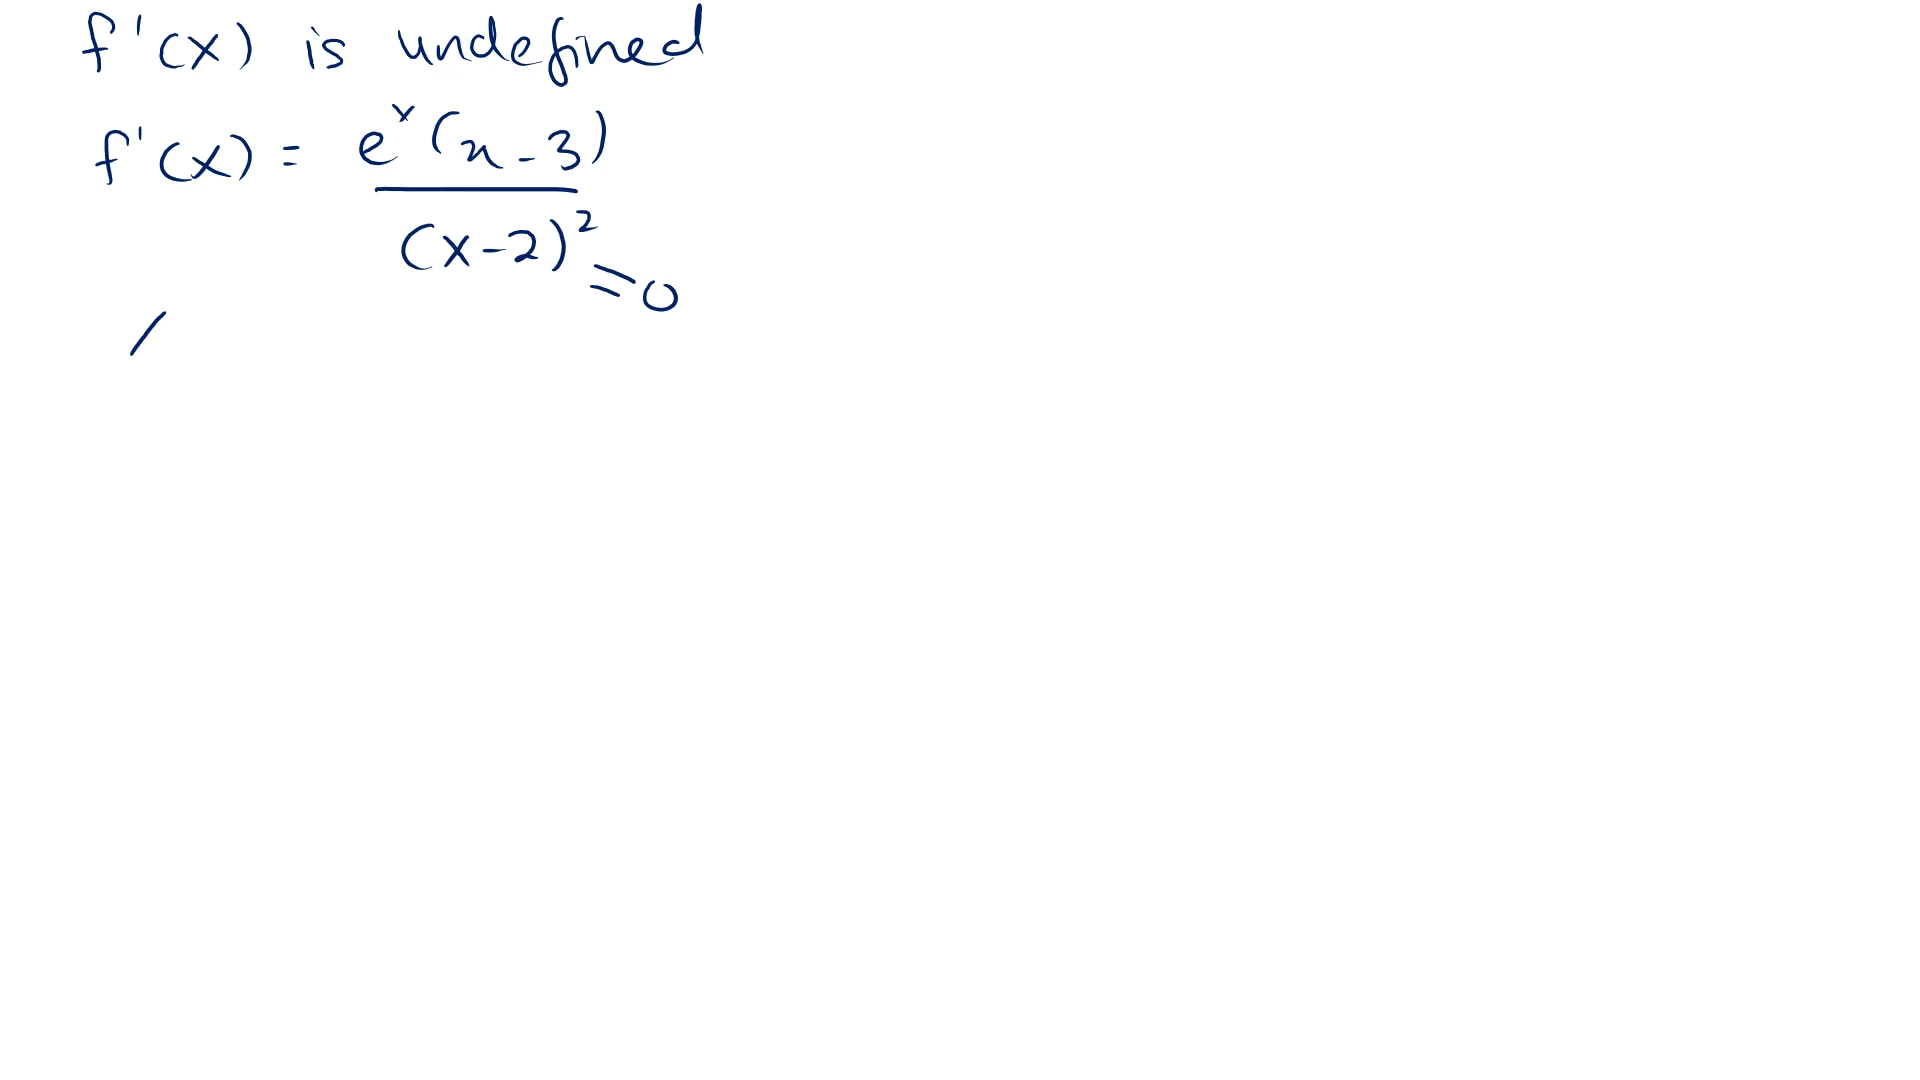 f'(x) is undefined
f'(x) = e^x (x-3)
(x-2)^2 = 0
/